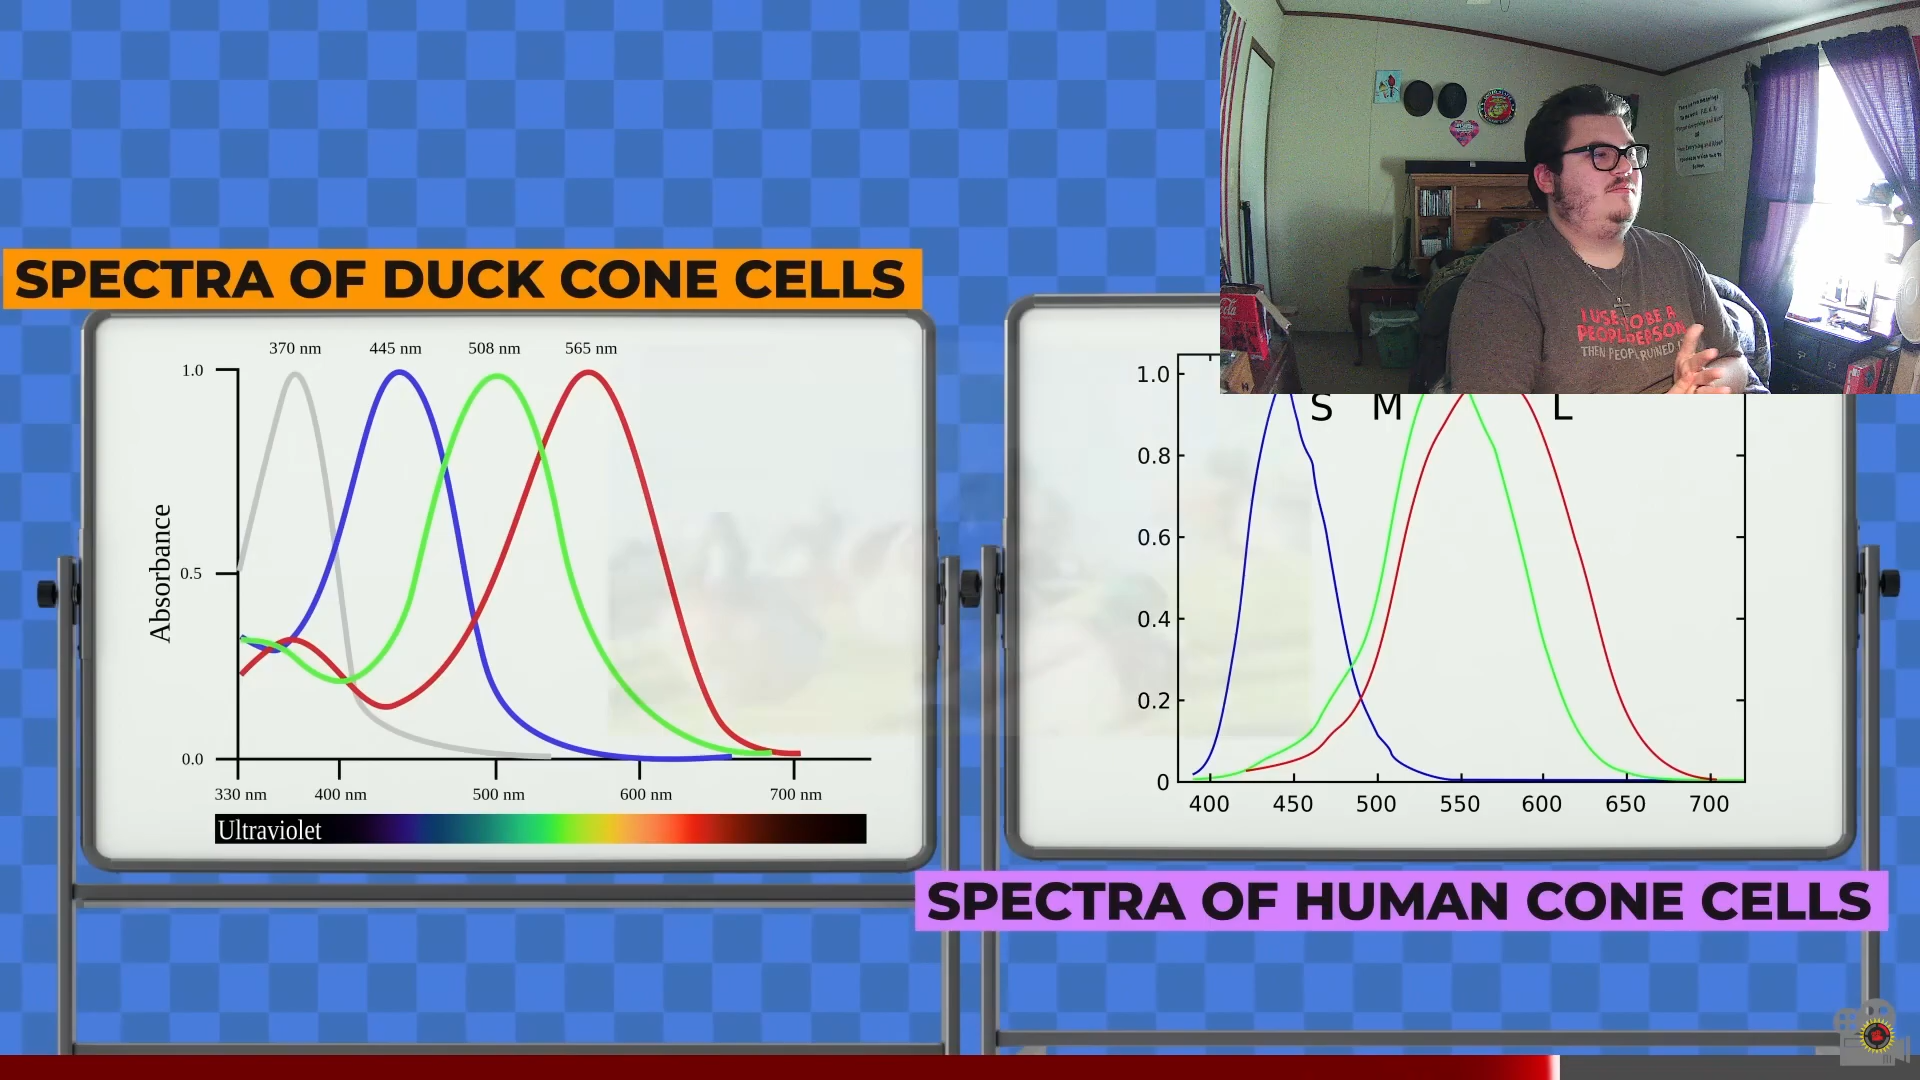 SPECTRA OF DUCK CONE CELLS
370 nm 445 nm 508 nm 565 nm
1.0
0.5
0.0
Absorbance
330 nm 400 nm 500 nm 600 nm 700 nm
Ultraviolet
S M L
1.0
0.8
0.6
0.4
0.2
0
400 450 500 550 600 650 700
SPECTRA OF HUMAN CONE CELLS
I USE TO BE A
PEOPLE PERSON
THEN PEOPL RUINED